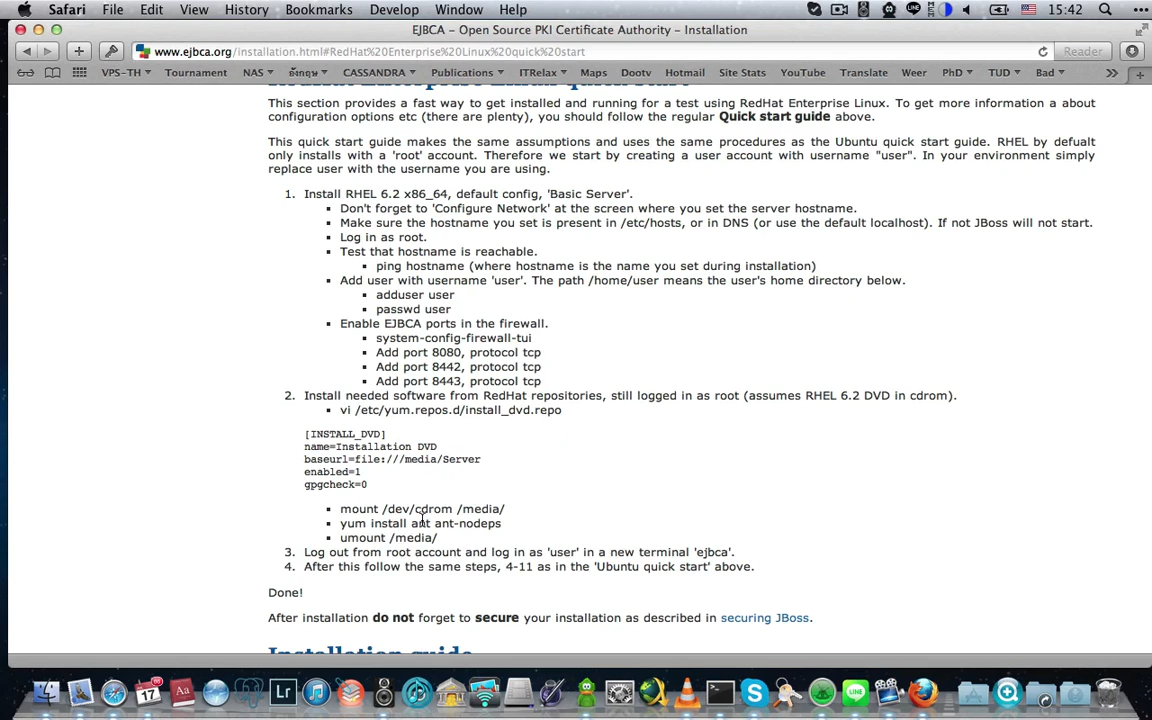 Safari File Edit View History Bookmarks Develop Window Help 15:42
EJBCA – Open Source PKI Certificate Authority – Installation
www.ejbca.org/installation.html#RedHat%20Enterprise%20Linux%20quick%20start Reader
VPS-TH Tournament NAS อังกฤษ CASSANDRA Publications ITRelax Maps Dootv Hotmail Site Stats YouTube Translate Weer PhD TUD Bad
This section provides a fast way to get installed and running for a test using RedHat Enterprise Linux. To get more information a about
configuration options etc (there are plenty), you should follow the regular Quick start guide above.
This quick start guide makes the same assumptions and uses the same procedures as the Ubuntu quick start guide. RHEL by defualt
only installs with a 'root' account. Therefore we start by creating a user account with username "user". In your environment simply
replace user with the username you are using.
1. Install RHEL 6.2 x86_64, default config, 'Basic Server'.
Don't forget to 'Configure Network' at the screen where you set the server hostname.
Make sure the hostname you set is present in /etc/hosts, or in DNS (or use the default localhost). If not JBoss will not start.
Log in as root.
Test that hostname is reachable.
ping hostname (where hostname is the name you set during installation)
Add user with username 'user'. The path /home/user means the user's home directory below.
adduser user
passwd user
Enable EJBCA ports in the firewall.
system-config-firewall-tui
Add port 8080, protocol tcp
Add port 8442, protocol tcp
Add port 8443, protocol tcp
2. Install needed software from RedHat repositories, still logged in as root (assumes RHEL 6.2 DVD in cdrom).
vi /etc/yum.repos.d/install_dvd.repo
[INSTALL_DVD]
name=Installation DVD
baseurl=file:///media/Server
enabled=1
gpgcheck=0
mount /dev/cdrom /media/
yum install ant ant-nodeps
umount /media/
3. Log out from root account and log in as 'user' in a new terminal 'ejbca'.
4. After this follow the same steps, 4-11 as in the 'Ubuntu quick start' above.
Done!
After installation do not forget to secure your installation as described in securing JBoss.
Installation guide